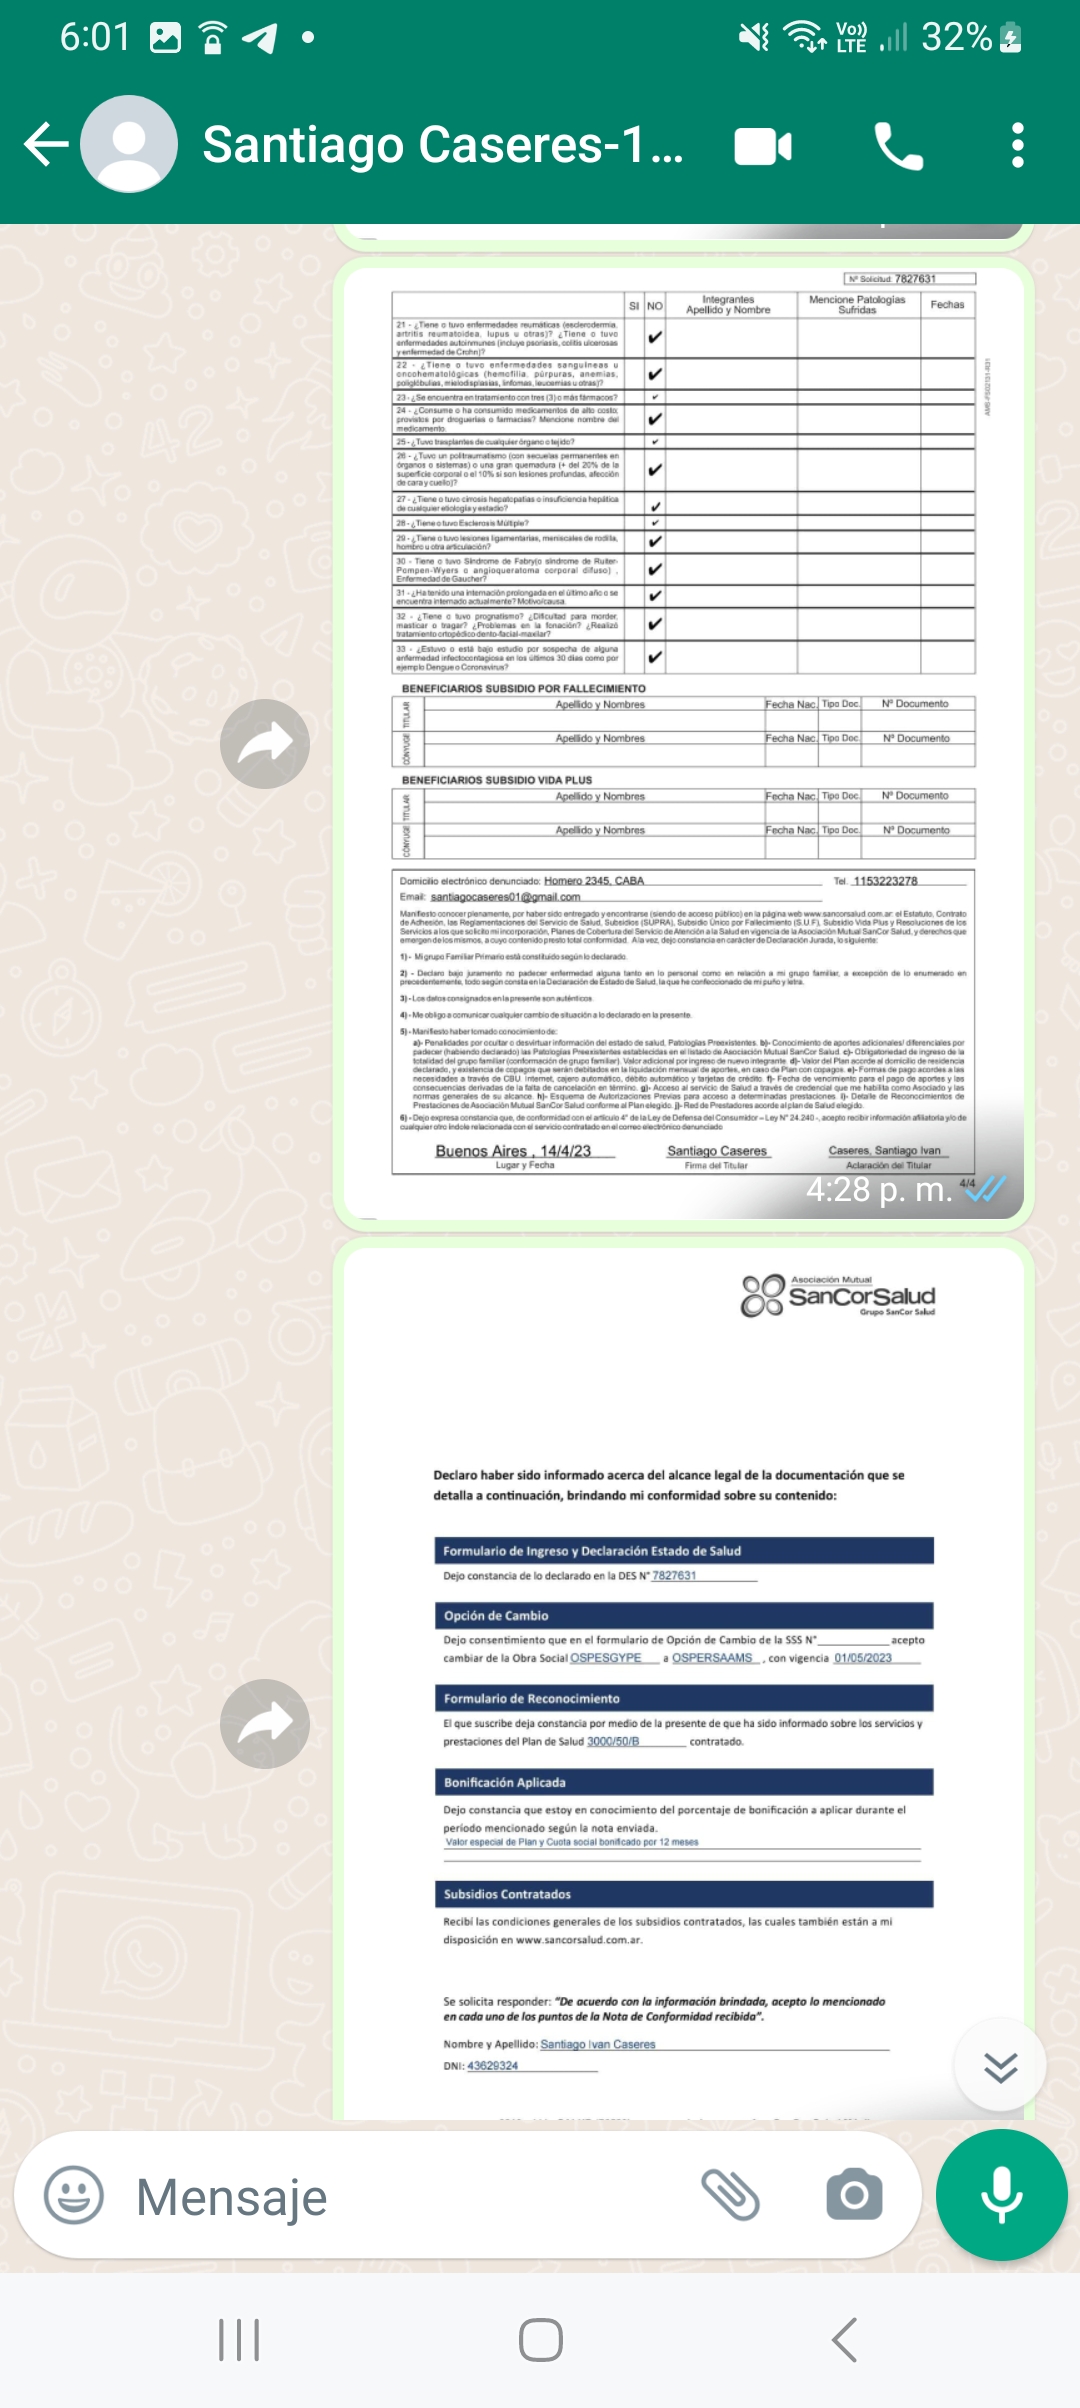 6:01
Vo))
LTE
32%
Santiago Caseres-1...
Nº Solicitud: 7827631
SI NO Integrantes Apellido y Nombre Mencione Patologías Sufridas Fechas
21 - ¿Tiene o tuvo enfermedades reumáticas (esclerodermia,
artritis reumatoidea, lupus u otras)? ¿Tiene o tuvo
enfermedades autoinmunes (incluye psoriasis, colitis ulcerosas
y enfermedad de Crohn)?
22 - ¿Tiene o tuvo enfermedades sanguíneas u
oncohematológicas (hemofilia, púrpuras, anemias,
poliglobulias, mielodisplasias, linfomas, leucemias u otras)?
23 - ¿Se encuentra en tratamiento con tres (3) o más fármacos?
24 - ¿Consume o ha consumido medicamentos de alto costo;
provistos por droguerías o farmacias? Mencione nombre del
medicamento.
25 - ¿Tuvo trasplantes de cualquier órgano o tejido?
26 - ¿Tuvo un politraumatismo (con secuelas permanentes en
órganos o sistemas) o una gran quemadura (+ del 20% de la
superficie corporal o el 10% si son lesiones profundas, afección
de cara y cuello)?
27 - ¿Tiene o tuvo cirrosis hepatopatías o insuficiencia hepática
de cualquier etiología y estadío?
28 - ¿Tiene o tuvo Esclerosis Múltiple?
29 - ¿Tiene o tuvo lesiones ligamentarias, meniscales de rodilla,
hombro u otra articulación?
30 - Tiene o tuvo Síndrome de Fabry(o síndrome de Ruiter-
Pompen-Wyers o angioqueratoma corporal difuso) ,
Enfermedad de Gaucher?
31 - ¿Ha tenido una internación prolongada en el último año o se
encuentra internado actualmente? Motivo/causa.
32 - ¿Tiene o tuvo prognatismo? ¿Dificultad para morder,
masticar o tragar? ¿Problemas en la fonación? ¿Realizó
tratamiento ortopédico dento-facial-maxilar?
33 - ¿Estuvo o está bajo estudio por sospecha de alguna
enfermedad infectocontagiosa en los últimos 30 días como por
ejemplo Dengue o Coronavirus?
BENEFICIARIOS SUBSIDIO POR FALLECIMIENTO
TITULAR
Apellido y Nombres Fecha Nac. Tipo Doc. Nº Documento
CÓNYUGE
Apellido y Nombres Fecha Nac. Tipo Doc. Nº Documento
BENEFICIARIOS SUBSIDIO VIDA PLUS
TITULAR
Apellido y Nombres Fecha Nac. Tipo Doc. Nº Documento
CÓNYUGE
Apellido y Nombres Fecha Nac. Tipo Doc. Nº Documento
Domicilio electrónico denunciado: Homero 2345, CABA Tel. 1153223278
Email: santiagocaseres01@gmail.com
Manifiesto conocer plenamente, por haber sido entregado y encontrarse (siendo de acceso público) en la página web www.sancorsalud.com.ar: el Estatuto, Contrato
de Adhesión, las Reglamentaciones del Servicio de Salud, Subsidios (SUPRA), Subsidio Único por Fallecimiento (S.U.F), Subsidio Vida Plus y Resoluciones de los
Servicios a los que solicito mi incorporación, Planes de Cobertura del Servicio de Atención a la Salud en vigencia de la Asociación Mutual SanCor Salud, y derechos que
emergen de los mismos, a cuyo contenido presto total conformidad. A la vez, dejo constancia en carácter de Declaración Jurada, lo siguiente:
1) - Mi grupo Familiar Primario está constituido según lo declarado.
2) - Declaro bajo juramento no padecer enfermedad alguna tanto en lo personal como en relación a mi grupo familiar, a excepción de lo enumerado en
precedentemente, todo según consta en la Declaración de Estado de Salud, la que he confeccionado de mi puño y letra.
3) - Los datos consignados en la presente son auténticos.
4) - Me obligo a comunicar cualquier cambio de situación a lo declarado en la presente.
5) - Manifiesto haber tomado conocimiento de:
a)- Penalidades por ocultar o desvirtuar información del estado de salud, Patologías Preexistentes. b)- Conocimiento de aportes adicionales/ diferenciales por
padecer (habiendo declarado) las Patologías Preexistentes establecidas en el listado de Asociación Mutual SanCor Salud. c)- Obligatoriedad de ingreso de la
totalidad del grupo familiar (conformación de grupo familiar). Valor adicional por ingreso de nuevo integrante. d)- Valor del Plan acorde al domicilio de residencia
declarado, y existencia de copagos que serán debitados en la liquidación mensual de aportes, en caso de Plan con copagos. e)- Formas de pago acordes a las
necesidades a través de CBU, Internet, cajero automático, débito automático y tarjetas de crédito. f)- Fecha de vencimiento para el pago de aportes y las
consecuencias derivadas de la falta de cancelación en término. g)- Acceso al servicio de Salud a través de credencial que me habilita como Asociado y las
normas generales de su alcance. h)- Esquema de Autorizaciones Previas para acceso a determinadas prestaciones. i)- Detalle de Reconocimientos de
Prestaciones de Asociación Mutual SanCor Salud conforme al Plan elegido. j)- Red de Prestadores acorde al plan de Salud elegido.
6) - Dejo expresa constancia que, de conformidad con el artículo 4° de la Ley de Defensa del Consumidor – Ley N° 24.240 -, acepto recibir información afiliatoria y/o de
cualquier otro índole relacionada con el servicio contratado en el correo electrónico denunciado
Buenos Aires , 14/4/23 Santiago Caseres Caseres, Santiago Ivan
Lugar y Fecha Firma del Titular Aclaración del Titular
4/4
4:28 p. m.
Asociación Mutual
SanCorSalud
Grupo SanCor Salud
Declaro haber sido informado acerca del alcance legal de la documentación que se
detalla a continuación, brindando mi conformidad sobre su contenido:
Formulario de Ingreso y Declaración Estado de Salud
Dejo constancia de lo declarado en la DES N° 7827631
Opción de Cambio
Dejo consentimiento que en el formulario de Opción de Cambio de la SSS N°__________ acepto
cambiar de la Obra Social OSPESGYPE a OSPERSAAMS , con vigencia 01/05/2023
Formulario de Reconocimiento
El que suscribe deja constancia por medio de la presente de que ha sido informado sobre los servicios y
prestaciones del Plan de Salud 3000/50/B contratado.
Bonificación Aplicada
Dejo constancia que estoy en conocimiento del porcentaje de bonificación a aplicar durante el
período mencionado según la nota enviada.
Valor especial de Plan y Cuota social bonificado por 12 meses
Subsidios Contratados
Recibí las condiciones generales de los subsidios contratados, las cuales también están a mi
disposición en www.sancorsalud.com.ar.
Se solicita responder: “De acuerdo con la información brindada, acepto lo mencionado
en cada uno de los puntos de la Nota de Conformidad recibida”.
Nombre y Apellido: Santiago Ivan Caseres
DNI: 43629324
Mensaje